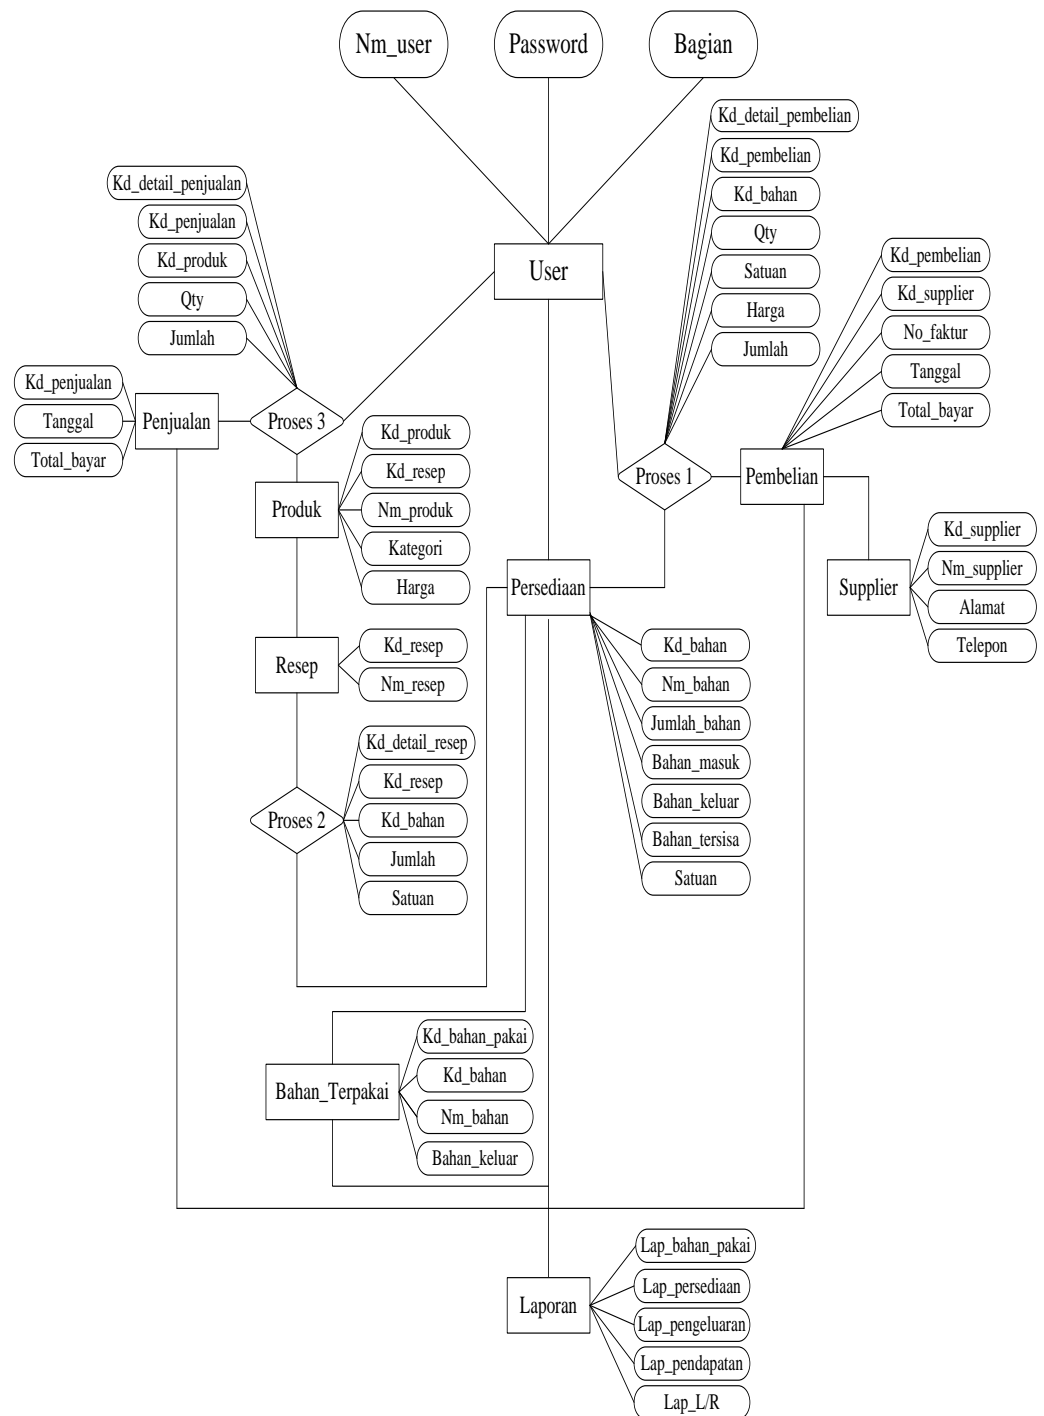 Nm_user
Password
Bagian
Kd_detail_pembelian
Kd_pembelian
Kd_bahan
Qty
Satuan
Harga
Jumlah
Kd_detail_penjualan
Kd_penjualan
Kd_produk
Qty
Jumlah
User
Kd_pembelian
Kd_supplier
No_faktur
Tanggal
Total_bayar
Kd_penjualan
Tanggal
Total_bayar
Penjualan
Proses 3
Kd_produk
Kd_resep
Nm_produk
Kategori
Harga
Produk
Proses 1
Pembelian
Kd_supplier
Nm_supplier
Alamat
Telepon
Supplier
Persediaan
Resep
Kd_resep
Nm_resep
Kd_bahan
Nm_bahan
Jumlah_bahan
Bahan_masuk
Bahan_keluar
Bahan_tersisa
Satuan
Kd_detail_resep
Kd_resep
Kd_bahan
Jumlah
Satuan
Proses 2
Bahan_Terpakai
Kd_bahan_pakai
Kd_bahan
Nm_bahan
Bahan_keluar
Laporan
Lap_bahan_pakai
Lap_persediaan
Lap_pengeluaran
Lap_pendapatan
Lap_L/R